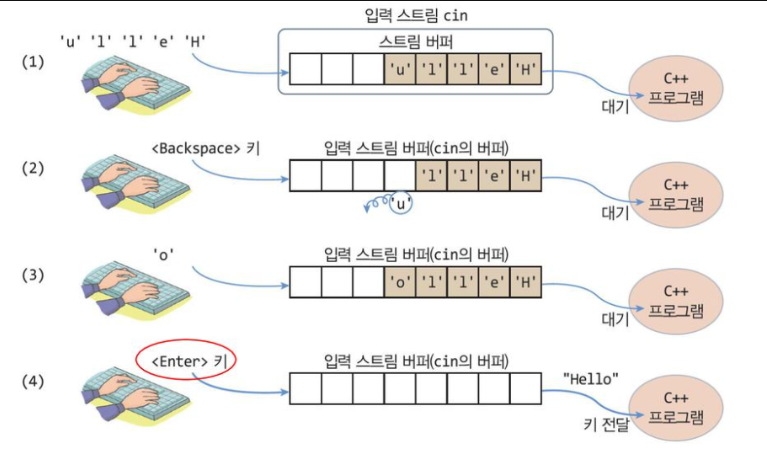 입력 스트림 cin
(1)
'u' 'l' 'l' 'e' 'H'
스트림 버퍼
'u' 'l' 'l' 'e' 'H'
대기
C++
프로그램
(2)
<Backspace> 키
입력 스트림 버퍼(cin의 버퍼)
'l' 'l' 'e' 'H'
'u'
대기
C++
프로그램
(3)
'o'
입력 스트림 버퍼(cin의 버퍼)
'o' 'l' 'l' 'e' 'H'
대기
C++
프로그램
(4)
<Enter> 키
입력 스트림 버퍼(cin의 버퍼)
"Hello"
키 전달
C++
프로그램